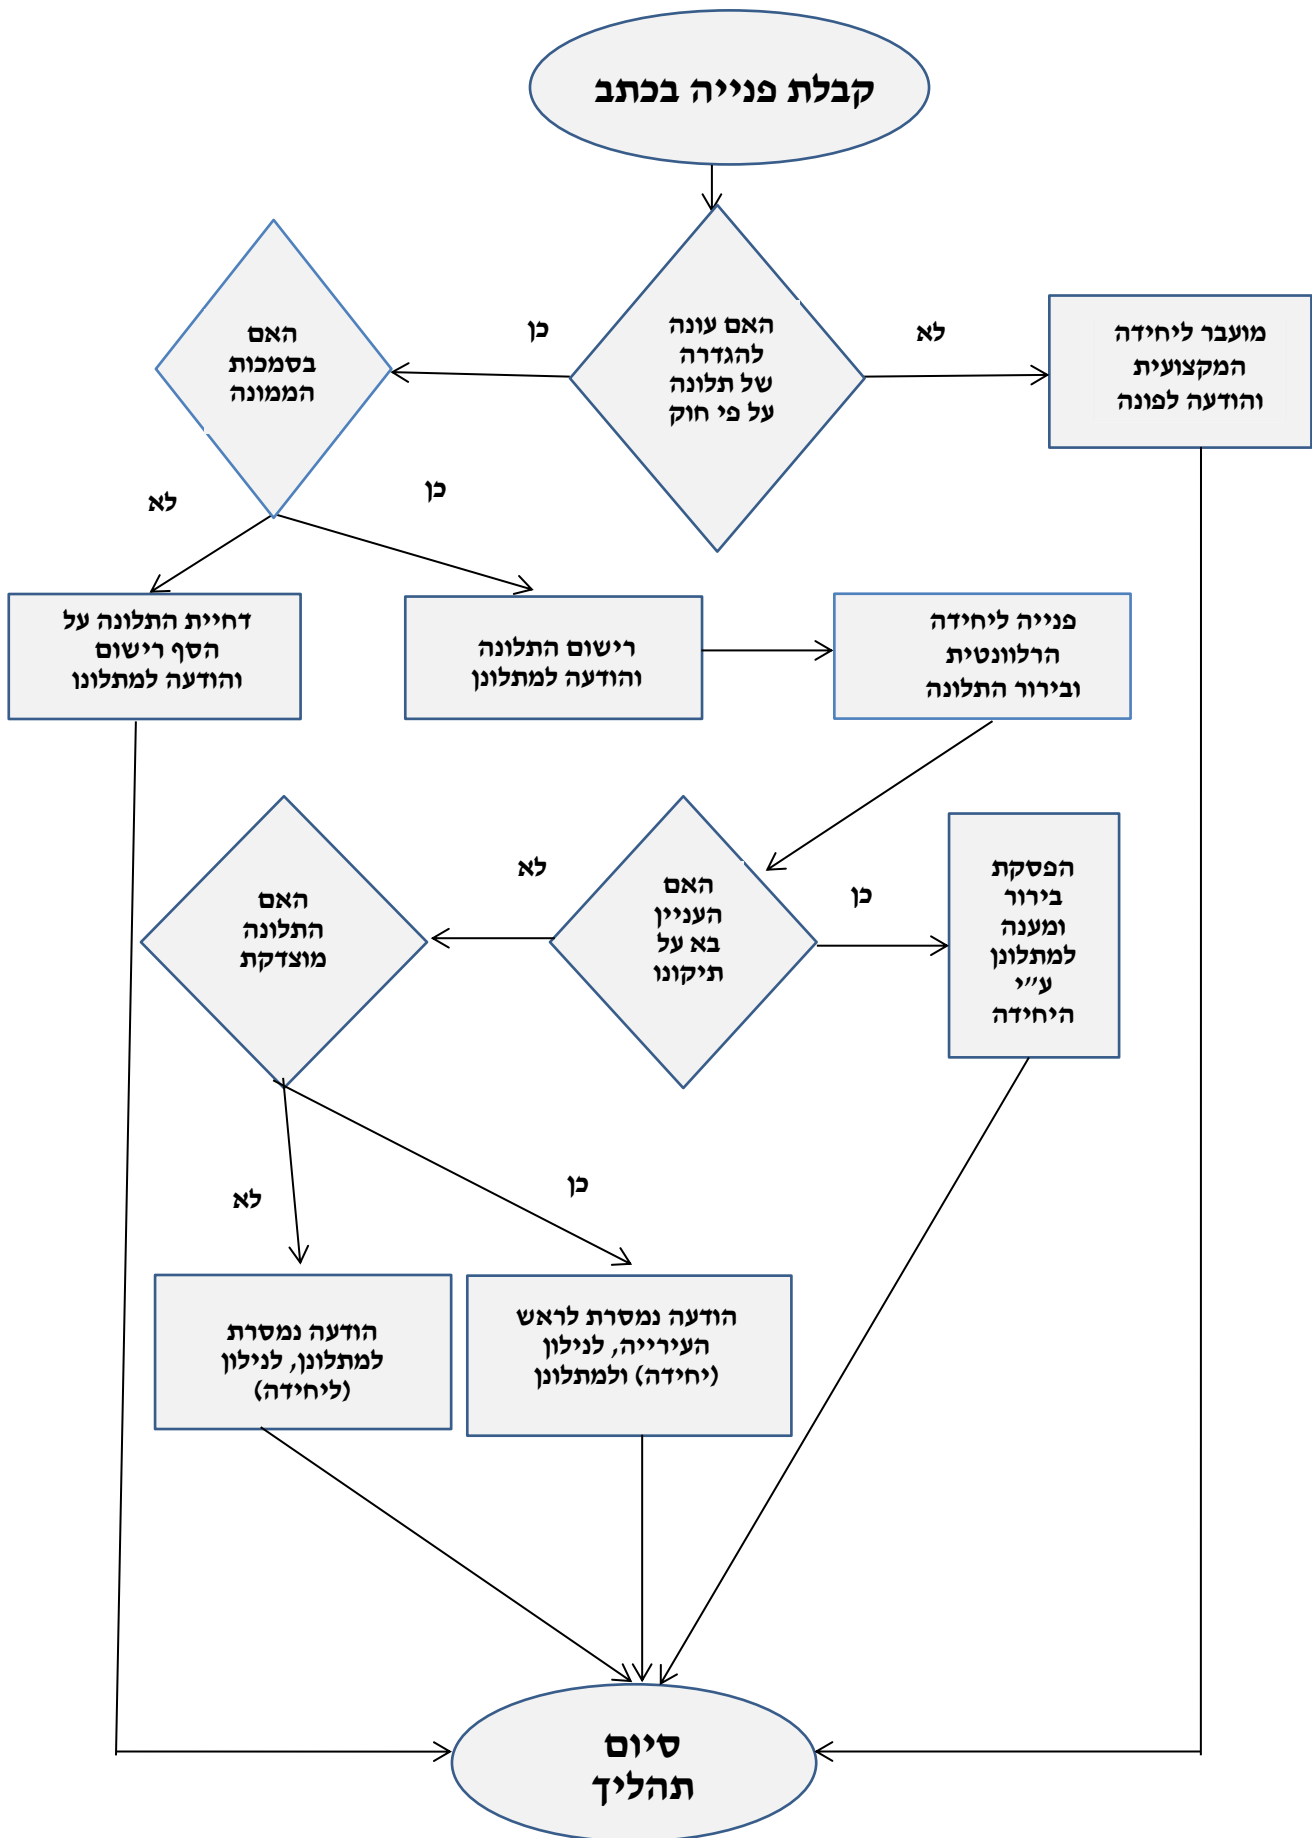 קבלת פנייה בכתב
האם עונה
להגדרה
של תלונה
על פי חוק
לא
מועבר ליחידה
המקצועית
והודעה לפונה
כן
האם
בסמכות
הממונה
לא
דחיית התלונה על
הסף רישום
והודעה למתלונן
כן
רישום התלונה
והודעה למתלונן
פנייה ליחידה
הרלוונטית
ובירור התלונה
האם
העניין
בא על
תיקונו
כן
הפסקת
בירור
ומענה
למתלונן
ע"י
היחידה
לא
האם
התלונה
מוצדקת
כן
הודעה נמסרת לראש
העירייה, לנילון
(יחידה) ולמתלונן
לא
הודעה נמסרת
למתלונן, לנילון
(ליחידה)
סיום
תהליך